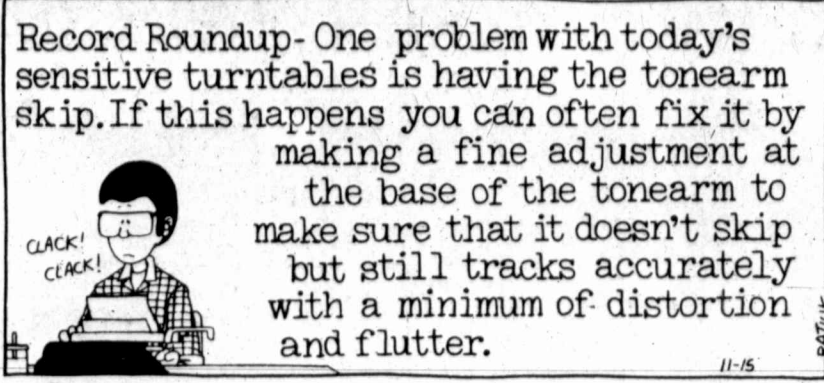 Record Roundup- One problem with today's
sensitive turntables is having the tonearm
skip. If this happens you can often fix it by
making a fine adjustment at
the base of the tonearm to
make sure that it doesn't skip
but still tracks accurately
with a minimum of distortion
and flutter.
CLACK!
CLACK!
11-15